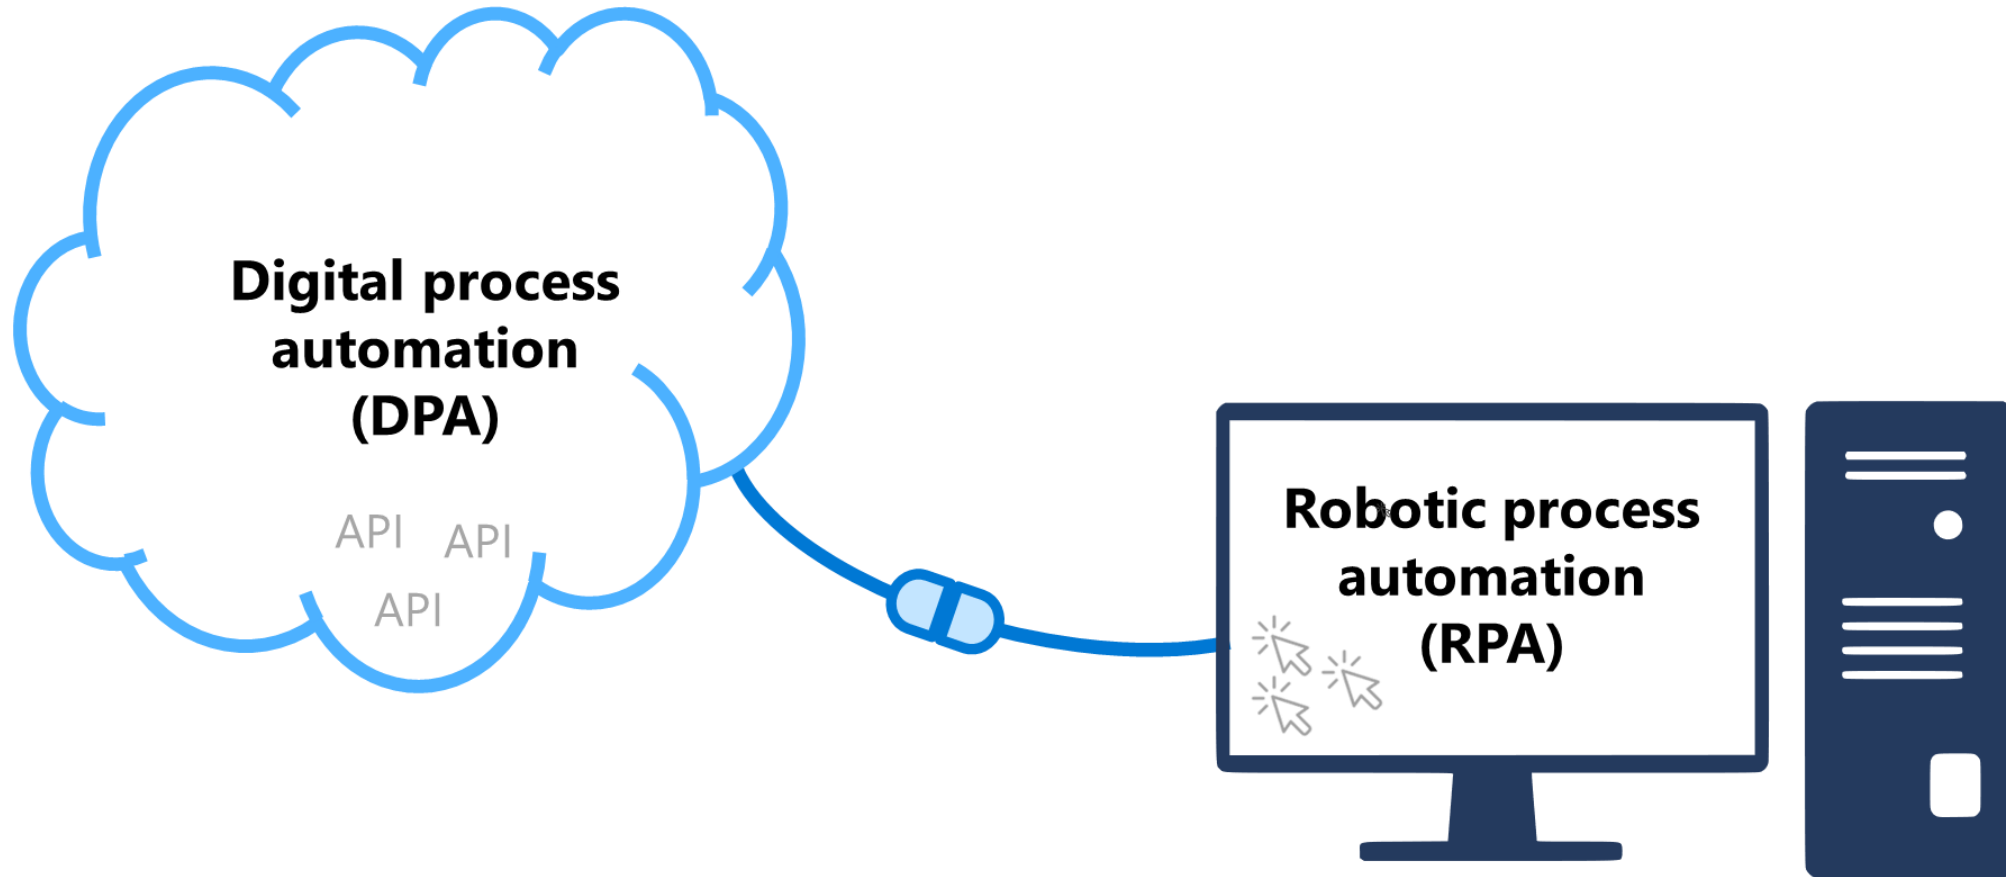 Digital process
automation
(DPA)
API
API
API
Robotic process
automation
(RPA)